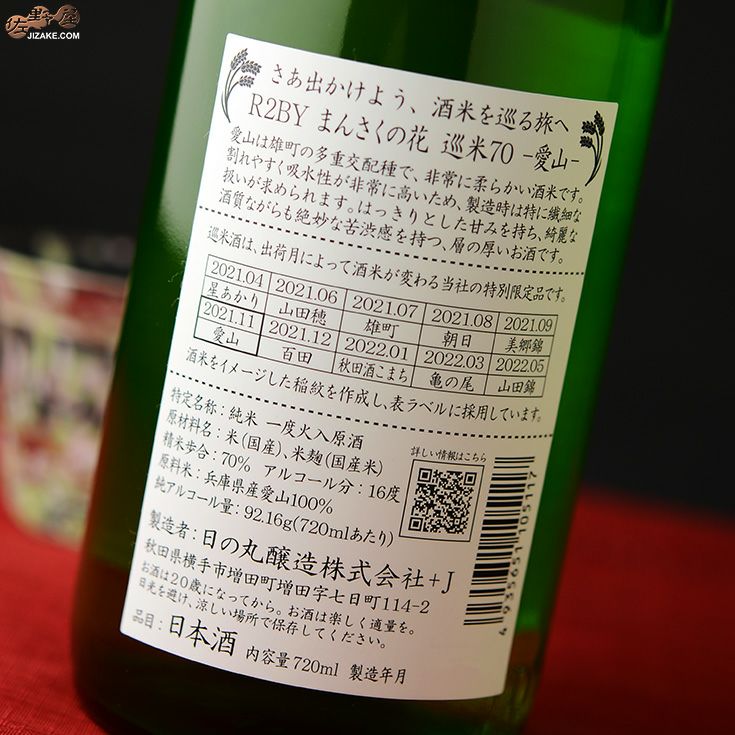 佐野屋
JIZAKE.COM
さあ出かけよう、酒米を巡る旅へ
R2BY まんさくの花 巡米70 -愛山-
愛山は雄町の多重交配種で、非常に柔らかい酒米です。
割れやすく吸水性が非常に高いため、製造時は特に繊細な
扱いが求められます。はっきりとした甘みを持ち、綺麗な
酒質ながらも絶妙な苦渋感を持つ、層の厚いお酒です。
巡米酒は、出荷月によって酒米が変わる当社の特別限定品です。
2021.04 2021.06 2021.07 2021.08 2021.09
星あかり 山田穂 雄町 朝日 美郷錦
2021.11 2021.12 2022.01 2022.03 2022.05
愛山 百田 秋田酒こまち 亀の尾 山田錦
酒米をイメージした稲紋を作成し、表ラベルに採用しています。
特定名称：純米 一度火入原酒
原材料名：米(国産)、米麹(国産米)
精米歩合：70% アルコール分：16度
原料米：兵庫県産愛山100%
純アルコール量：92.16g(720mlあたり)
詳しい情報はこちら
製造者：日の丸醸造株式会社+J
秋田県横手市増田町増田字七日町114-2
お酒は20歳になってから。お酒は楽しく適量を。
日光を避け、涼しい場所で保存してください。
品目：日本酒 内容量720ml 製造年月
4 933651 105117